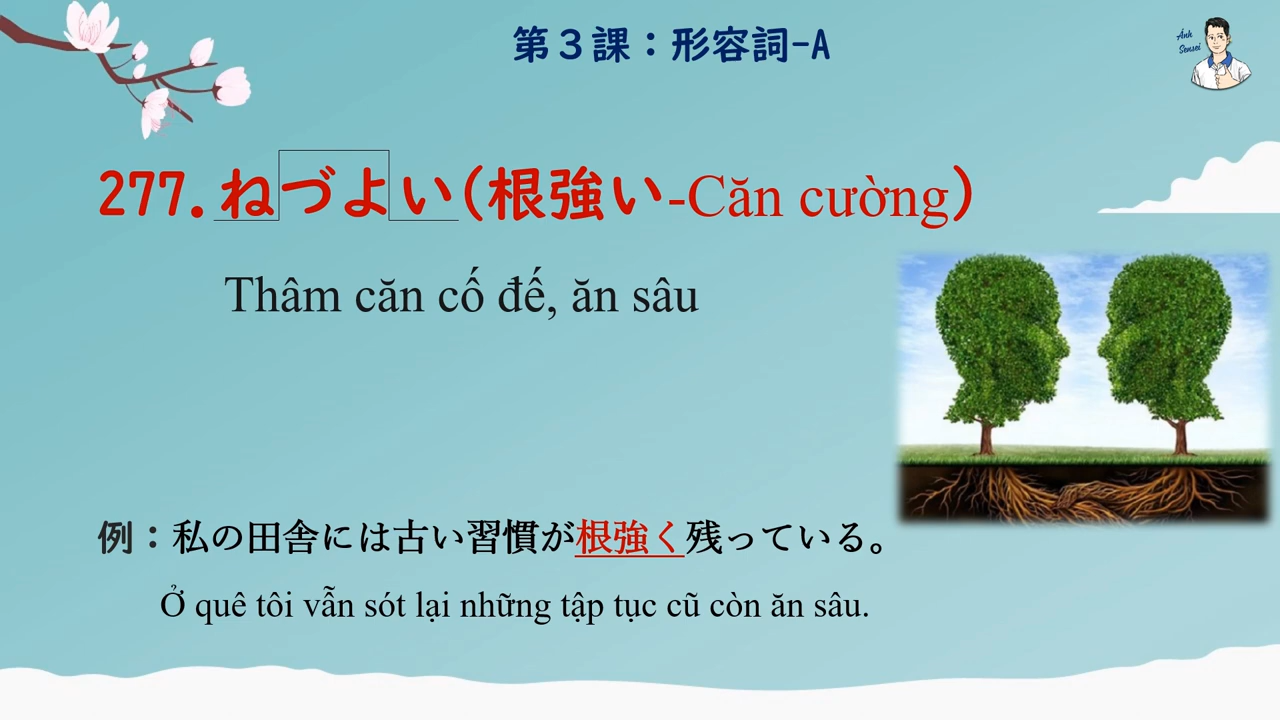 第３課：形容詞-A
Anh
Sensei
277.ねづよい(根強い-Căn cường)
Thâm căn cố đế, ăn sâu
例：私の田舎には古い習慣が根強く残っている。
Ở quê tôi vẫn sót lại những tập tục cũ còn ăn sâu.